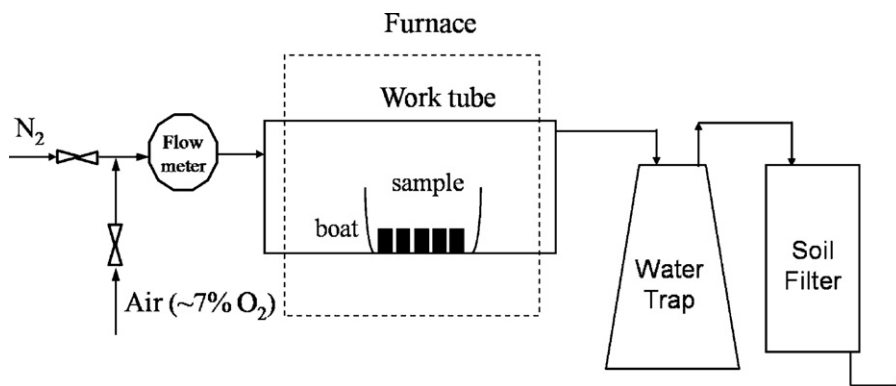 Furnace
Work tube
N₂
Flow
meter
sample
boat
Air (~7% O₂)
Water
Trap
Soil
Filter